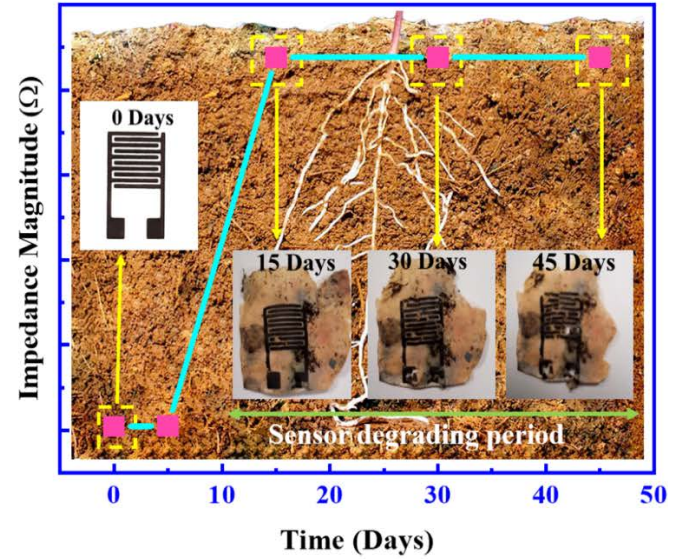 Impedance Magnitude (Ω)
0 Days
15 Days
30 Days
45 Days
Sensor degrading period
0
10
20
30
40
50
Time (Days)